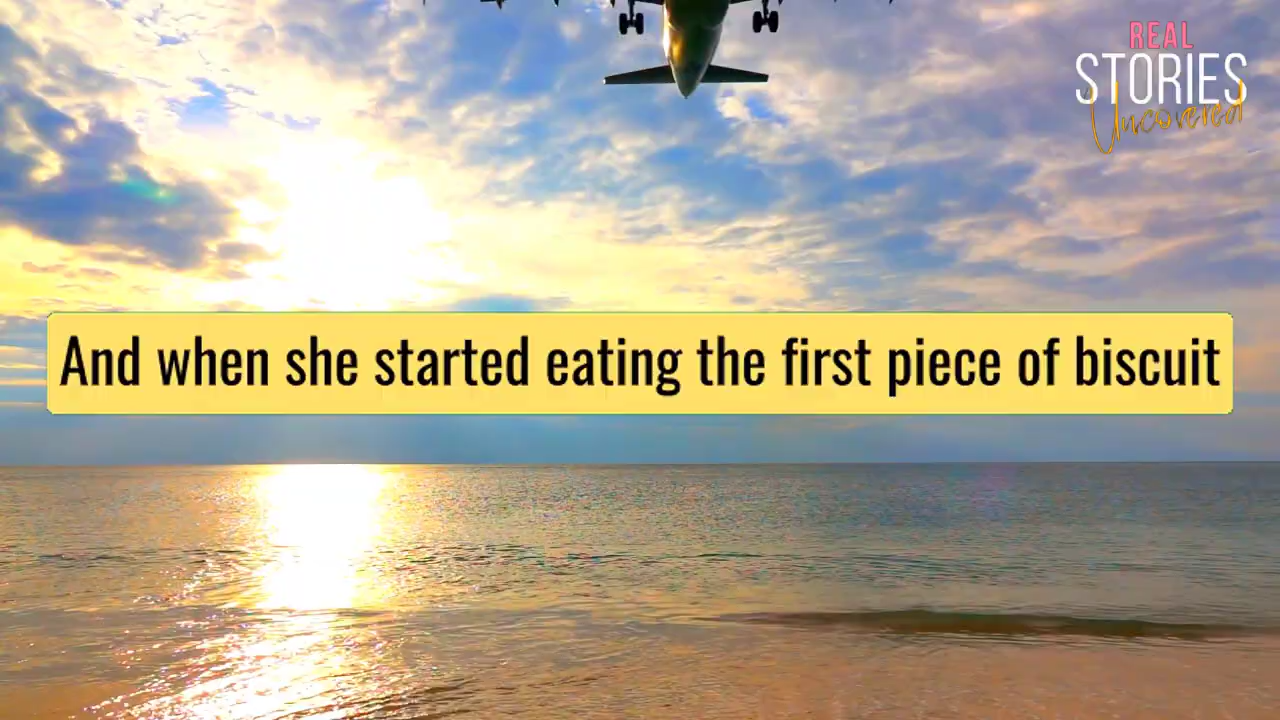 REAL
STORIES
Uncovered
And when she started eating the first piece of biscuit